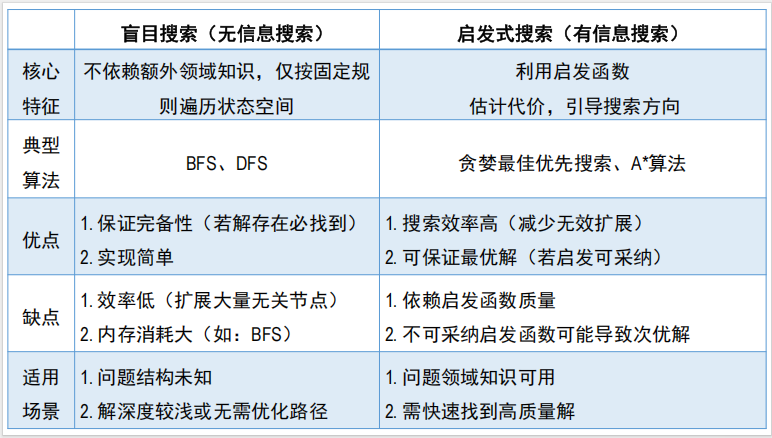 盲目搜索（无信息搜索）
启发式搜索（有信息搜索）
核心
特征
不依赖额外领域知识，仅按固定规
则遍历状态空间
利用启发函数
估计代价，引导搜索方向
典型
算法
BFS、DFS
贪婪最佳优先搜索、A*算法
优点
1.保证完备性（若解存在必找到）
2.实现简单
1.搜索效率高（减少无效扩展）
2.可保证最优解（若启发可采纳）
缺点
1.效率低（扩展大量无关节点）
2.内存消耗大（如：BFS）
1.依赖启发函数质量
2.不可采纳启发函数可能导致次优解
适用
场景
1.问题结构未知
2.解深度较浅或无需优化路径
1.问题领域知识可用
2.需快速找到高质量解